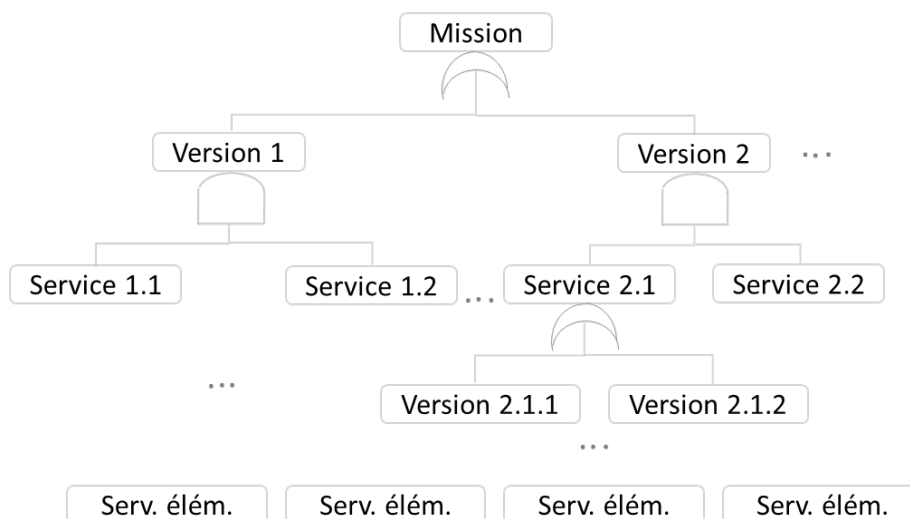 Mission
Version 1
Version 2
...
Service 1.1
Service 1.2
...
Service 2.1
Service 2.2
...
Version 2.1.1
Version 2.1.2
...
Serv. élém.
Serv. élém.
Serv. élém.
Serv. élém.